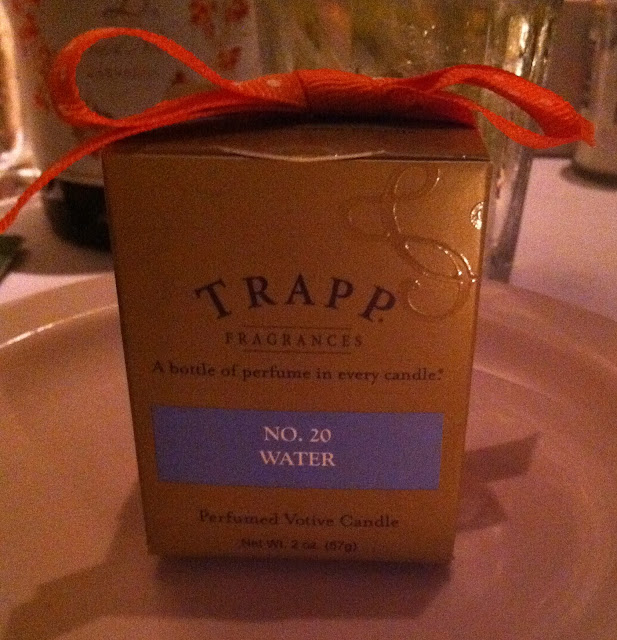 TRAPP
FRAGRANCES
A bottle of perfume in every candle.®
NO. 20
WATER
Perfumed Votive Candle
Net Wt. 2 oz. (57g)